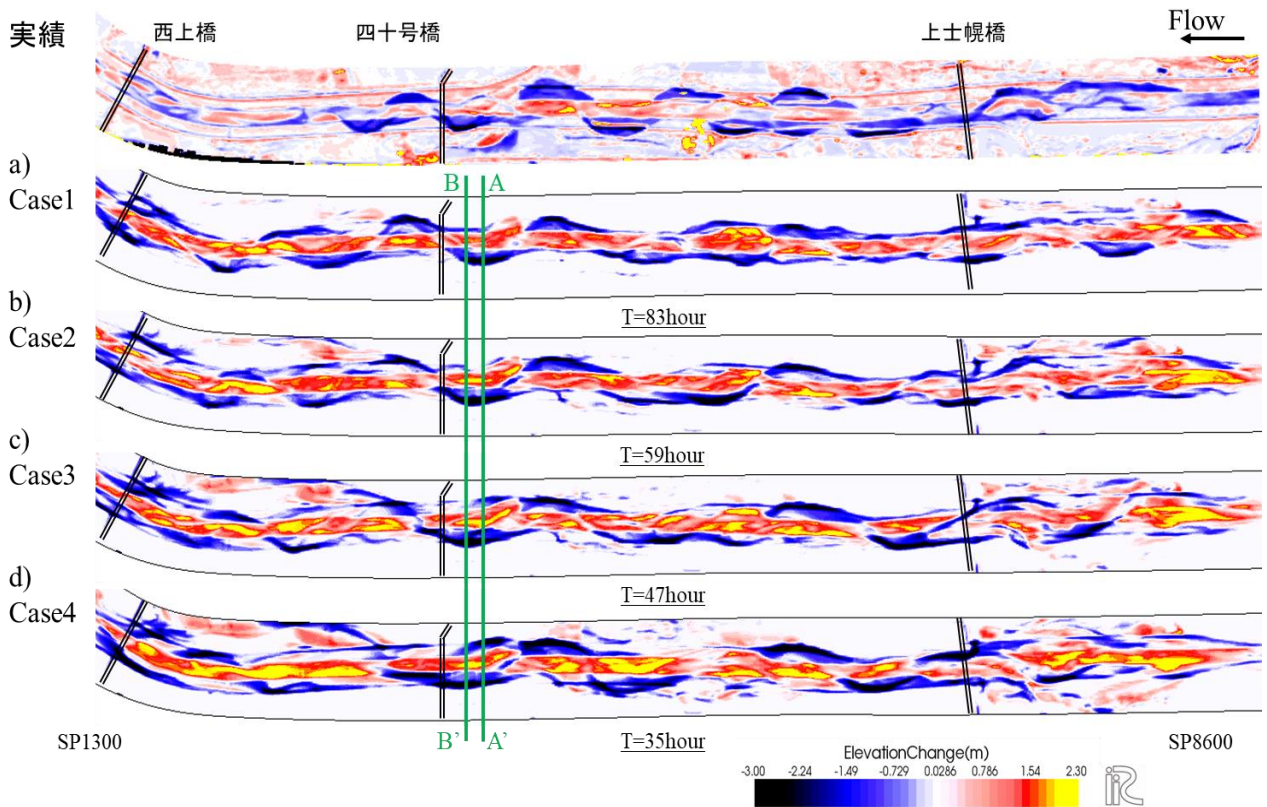 実績
西上橋
四十号橋
上士幌橋
Flow
a)
Case1
B
A
T=83hour
b)
Case2
T=59hour
c)
Case3
T=47hour
d)
Case4
T=35hour
SP1300
B’
A’
SP8600
ElevationChange(m)
-3.00
-2.24
-1.49
-0.729
0.0286
0.786
1.54
2.30
iRIC